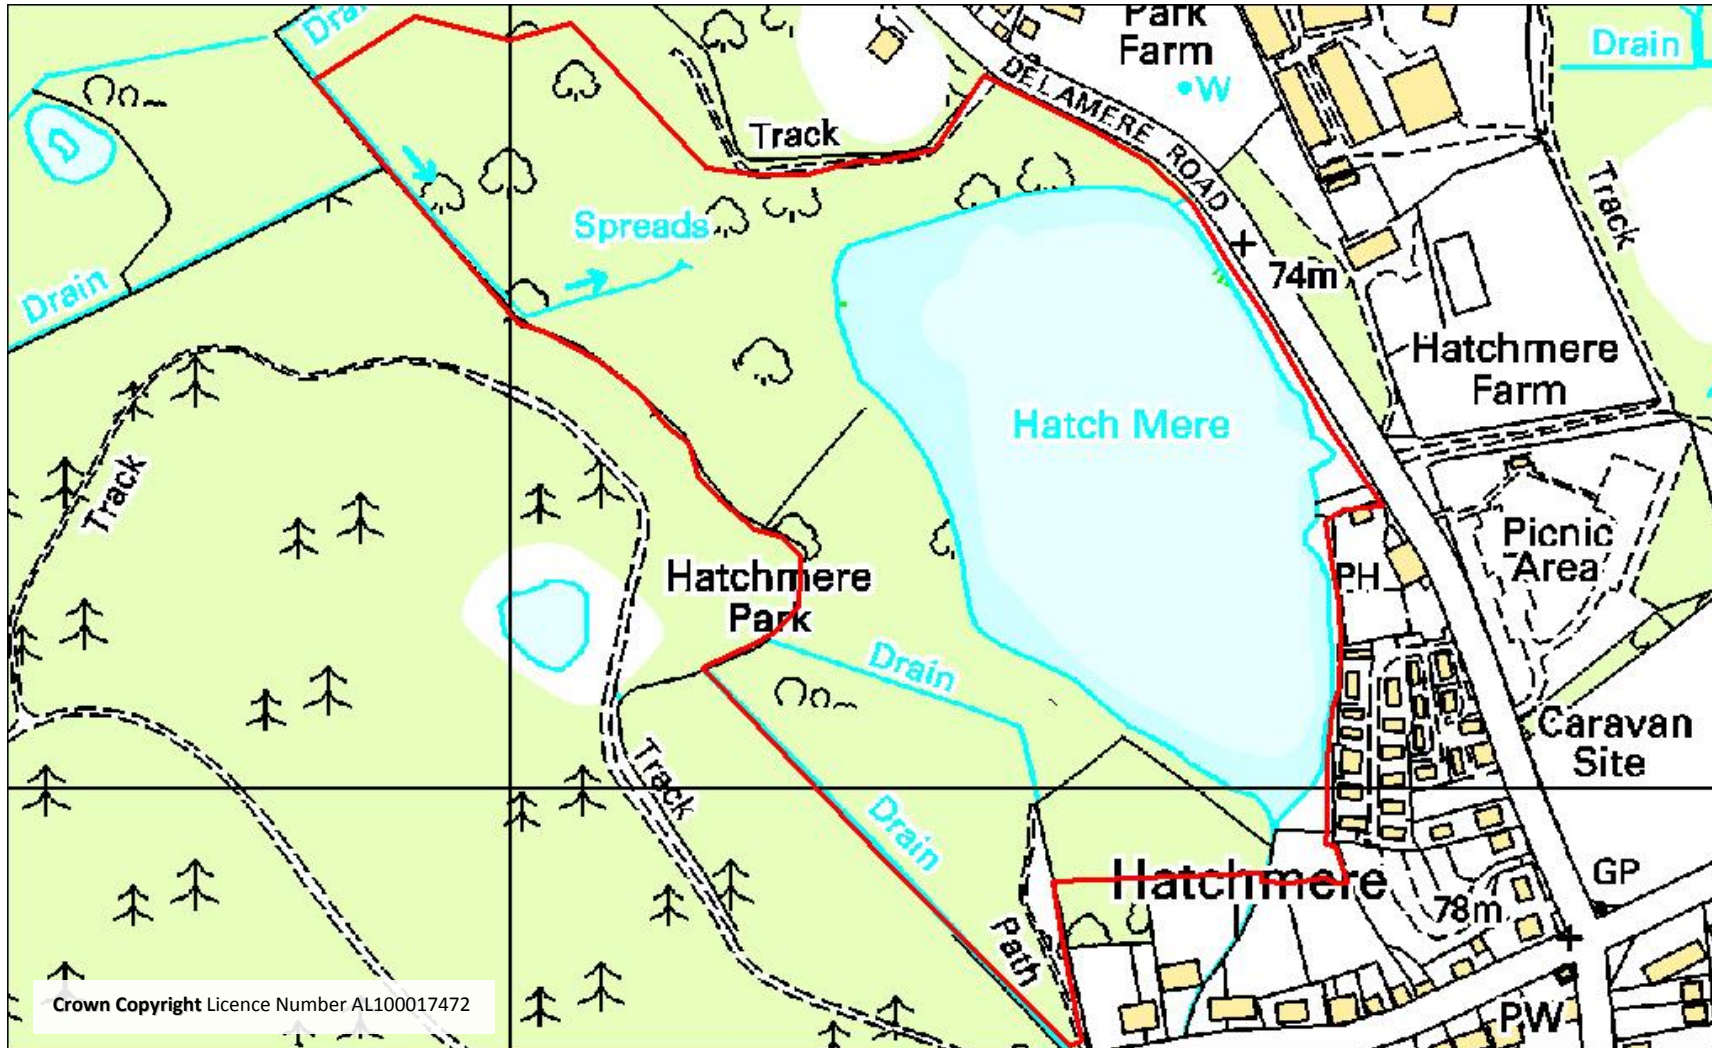 Drain
Park
Farm
Drain
W
DELAMERE ROAD
Track
Track
Spreads
74m
Drain
Hatchmere
Farm
Hatch Mere
Track
Picnic
Area
PH
Hatchmere
Park
Drain
Caravan
Site
Track
Drain
Hatchmere
GP
78m
Path
PW
Crown Copyright Licence Number AL100017472